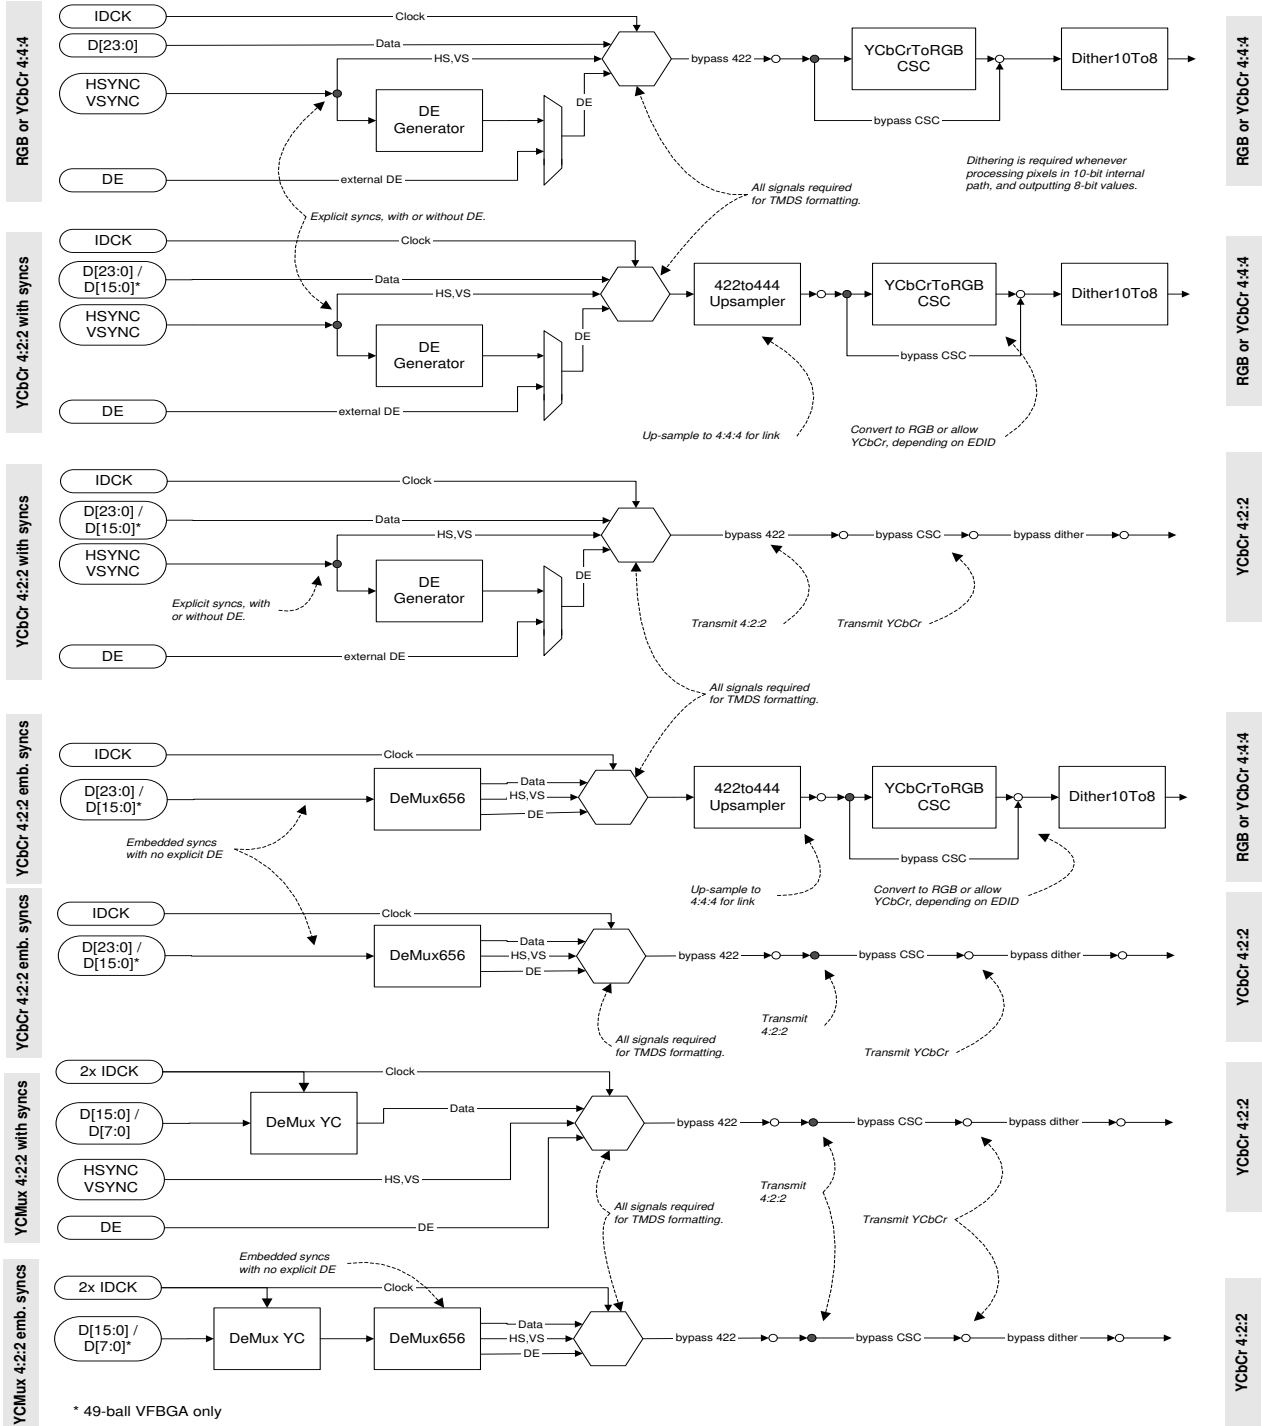 RGB or YCbCr 4:4:4
IDCK
Clock
D[23:0]
Data
HSYNC
VSYNC
HS,VS
DE
Generator
DE
DE
external DE
bypass 422
YCbCrToRGB
CSC
bypass CSC
Dither10To8
RGB or YCbCr 4:4:4
Dithering is required whenever
processing pixels in 10-bit internal
path, and outputting 8-bit values.
All signals required
for TMDS formatting.
Explicit syncs, with or without DE.
YCbCr 4:2:2 with syncs
IDCK
Clock
D[23:0] /
D[15:0]*
Data
HSYNC
VSYNC
HS,VS
DE
Generator
DE
DE
external DE
422to444
Upsampler
YCbCrToRGB
CSC
bypass CSC
Dither10To8
RGB or YCbCr 4:4:4
Up-sample to 4:4:4 for link
Convert to RGB or allow
YCbCr, depending on EDID
YCbCr 4:2:2 with syncs
IDCK
Clock
D[23:0] /
D[15:0]*
Data
HSYNC
VSYNC
HS,VS
DE
Generator
DE
Explicit syncs, with
or without DE.
DE
external DE
bypass 422
bypass CSC
bypass dither
YCbCr 4:2:2
Transmit 4:2:2
Transmit YCbCr
All signals required
for TMDS formatting.
YCbCr 4:2:2 emb. syncs
IDCK
Clock
D[23:0] /
D[15:0]*
DeMux656
Data
HS,VS
DE
422to444
Upsampler
YCbCrToRGB
CSC
bypass CSC
Dither10To8
RGB or YCbCr 4:4:4
Embedded syncs
with no explicit DE
Up-sample to
4:4:4 for link
Convert to RGB or allow
YCbCr, depending on EDID
YCbCr 4:2:2 emb. syncs
IDCK
Clock
D[23:0] /
D[15:0]*
DeMux656
Data
HS,VS
DE
bypass 422
bypass CSC
bypass dither
YCbCr 4:2:2
All signals required
for TMDS formatting.
Transmit
4:2:2
Transmit YCbCr
YCMux 4:2:2 with syncs
2x IDCK
Clock
D[15:0] /
D[7:0]
DeMux YC
Data
HSYNC
VSYNC
HS,VS
DE
DE
bypass 422
bypass CSC
bypass dither
YCbCr 4:2:2
All signals required
for TMDS formatting.
Transmit
4:2:2
Transmit YCbCr
YCMux 4:2:2 emb. syncs
Embedded syncs
with no explicit DE
2x IDCK
Clock
D[15:0] /
D[7:0]*
DeMux YC
DeMux656
Data
HS,VS
DE
bypass 422
bypass CSC
bypass dither
YCbCr 4:2:2
* 49-ball VFBGA only